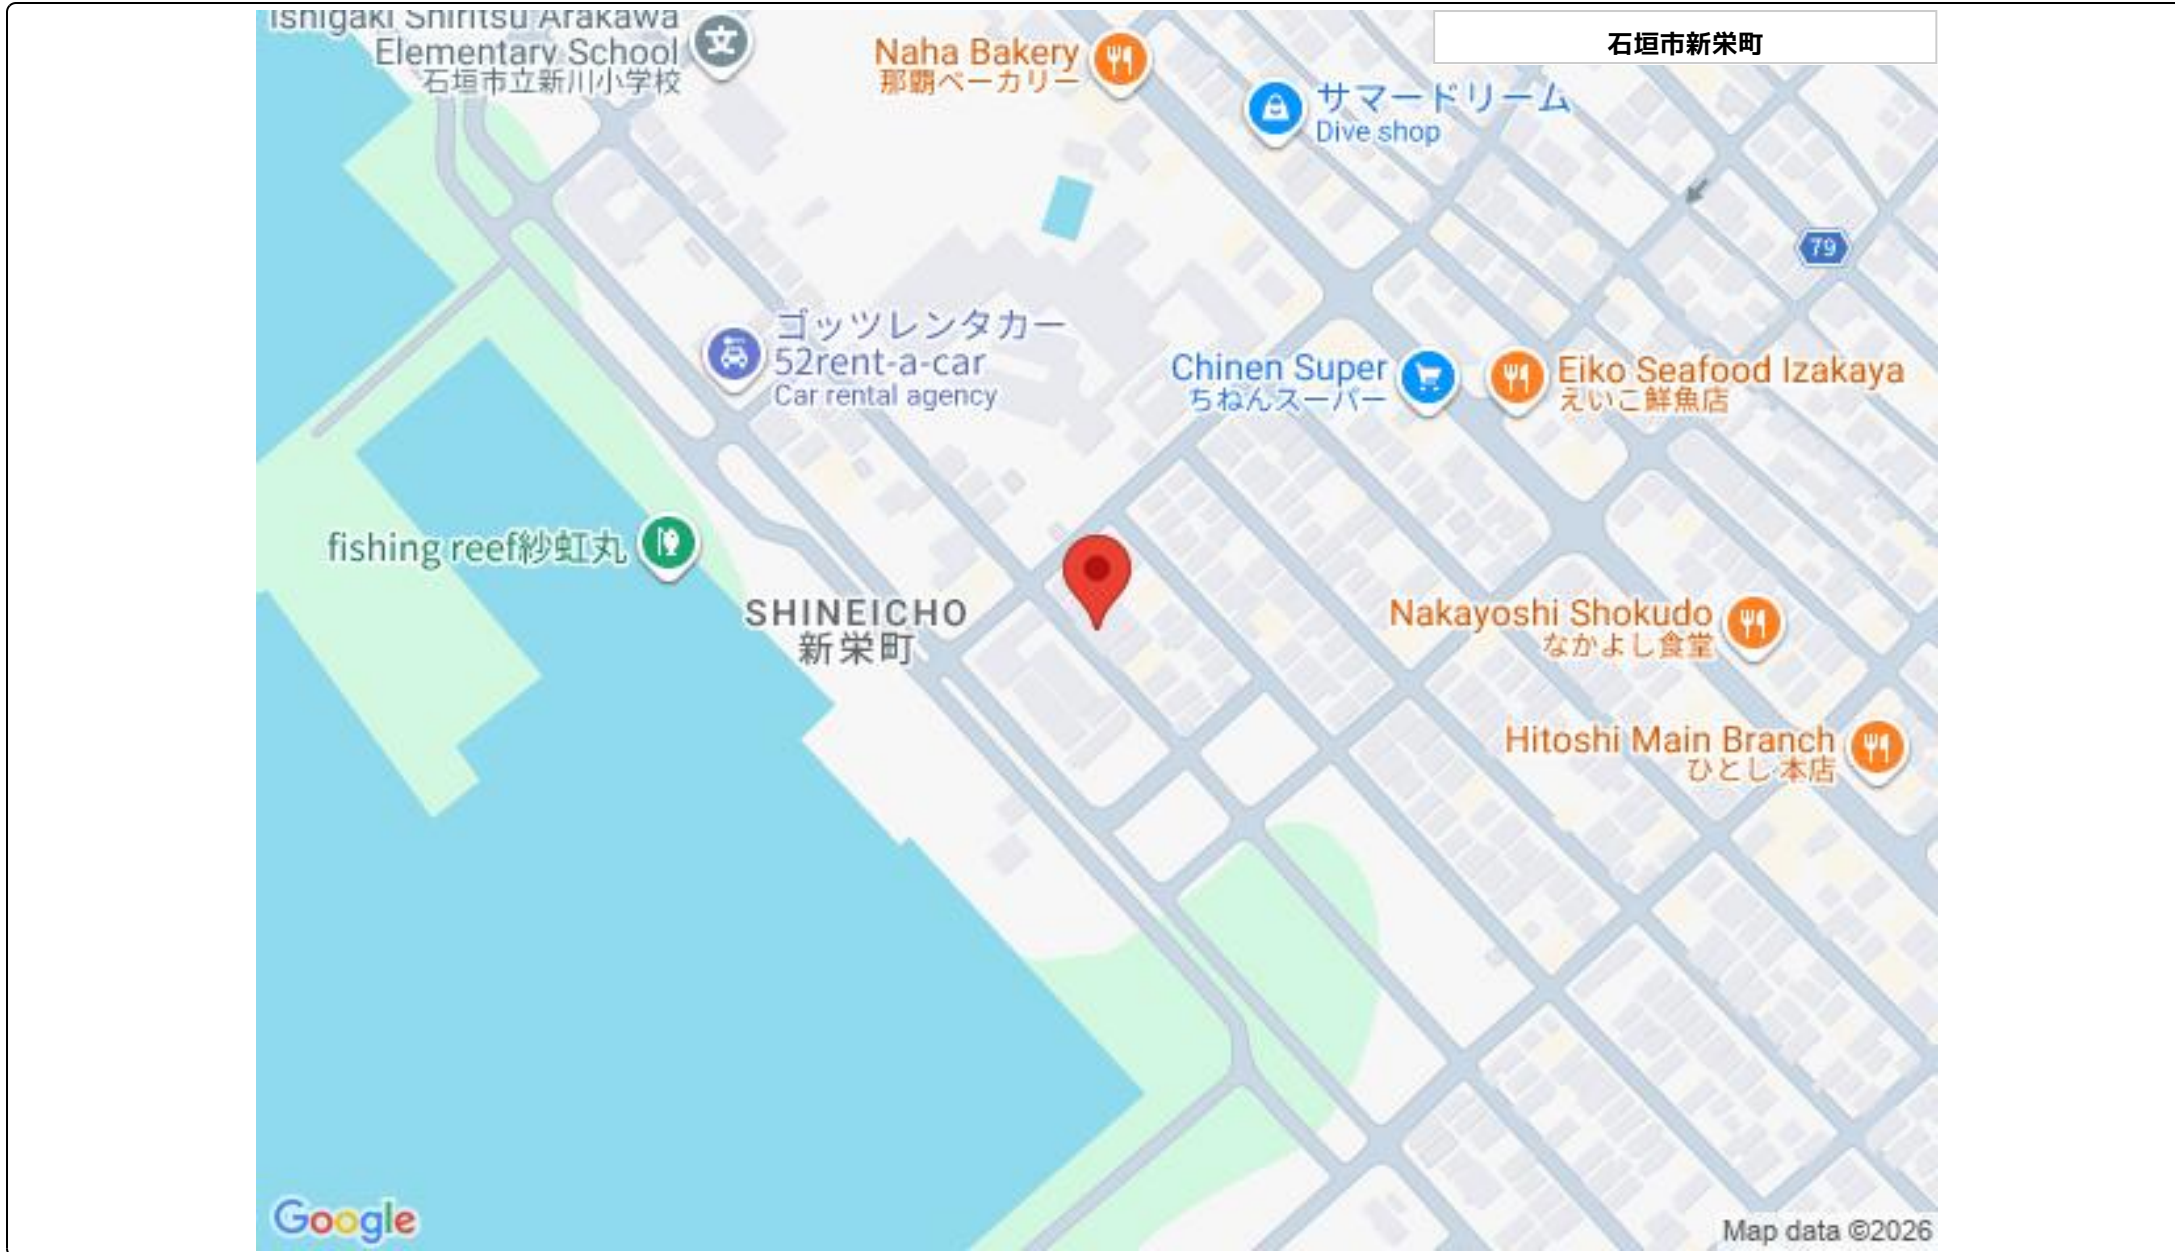 Ishigaki Shiritsu Arakawa
Elementary School
石垣市立新川小学校
Naha Bakery
那覇ベーカリー
石垣市新栄町
サマードリーム
Dive shop
79
ゴッツレンタカー
52rent-a-car
Car rental agency
Chinen Super
ちねんスーパー
Eiko Seafood Izakaya
えいこ鮮魚店
fishing reef紗虹丸
SHINEICHO
新栄町
Nakayoshi Shokudo
なかよし食堂
Hitoshi Main Branch
ひとし 本店
Google
Map data ©2026